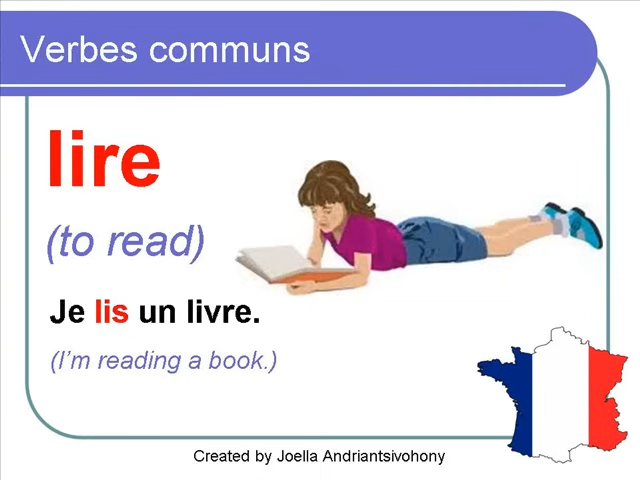 Verbes communs
lire
(to read)
Je lis un livre.
(I'm reading a book.)
Created by Joella Andriantsivohony